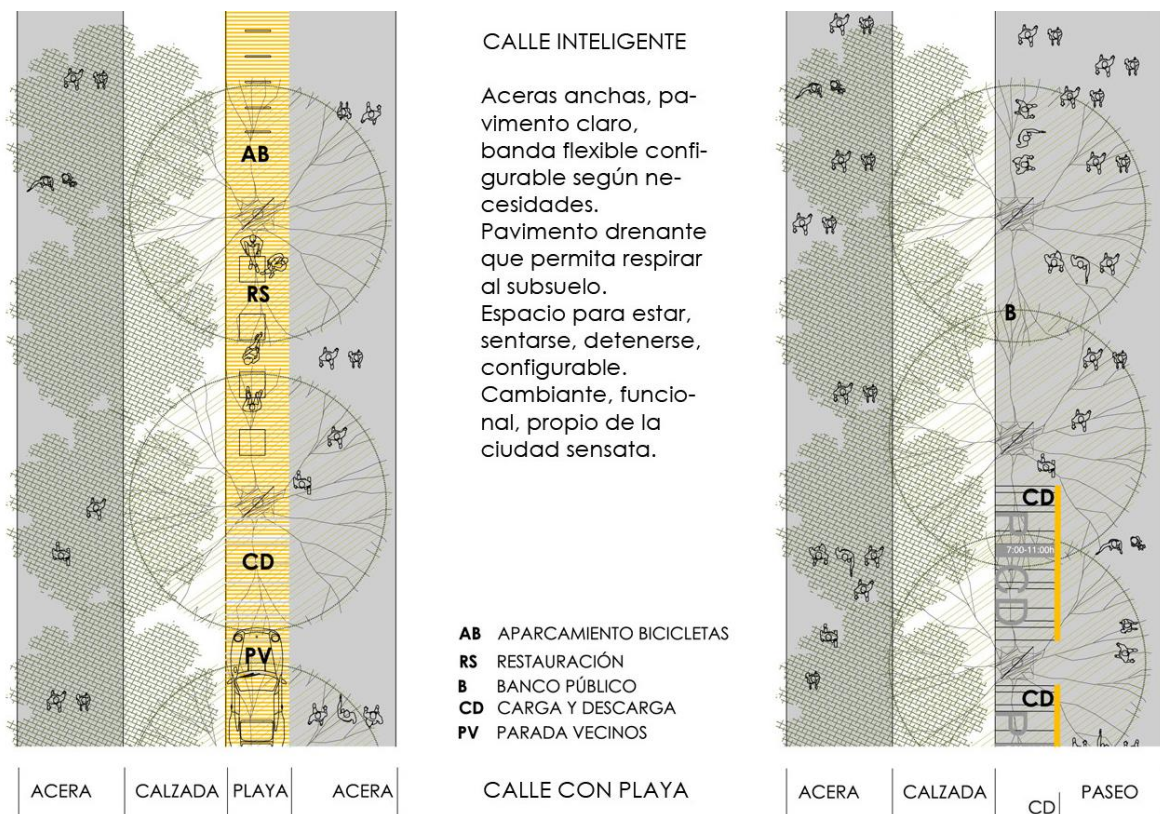 CALLE INTELIGENTE
Aceras anchas, pa-
vimento claro,
banda flexible confi-
gurable según ne-
cesidades.
Pavimento drenante
que permita respirar
al subsuelo.
Espacio para estar,
sentarse, detenerse,
configurable.
Cambiante, funcio-
nal, propio de la
ciudad sensata.
AB
RS
CD
PV
AB APARCAMIENTO BICICLETAS
RS RESTAURACIÓN
B BANCO PÚBLICO
CD CARGA Y DESCARGA
PV PARADA VECINOS
B
CD
7:00-11:00h
CD
CD
ACERA
CALZADA
PLAYA
ACERA
CALLE CON PLAYA
ACERA
CALZADA
CD
PASEO